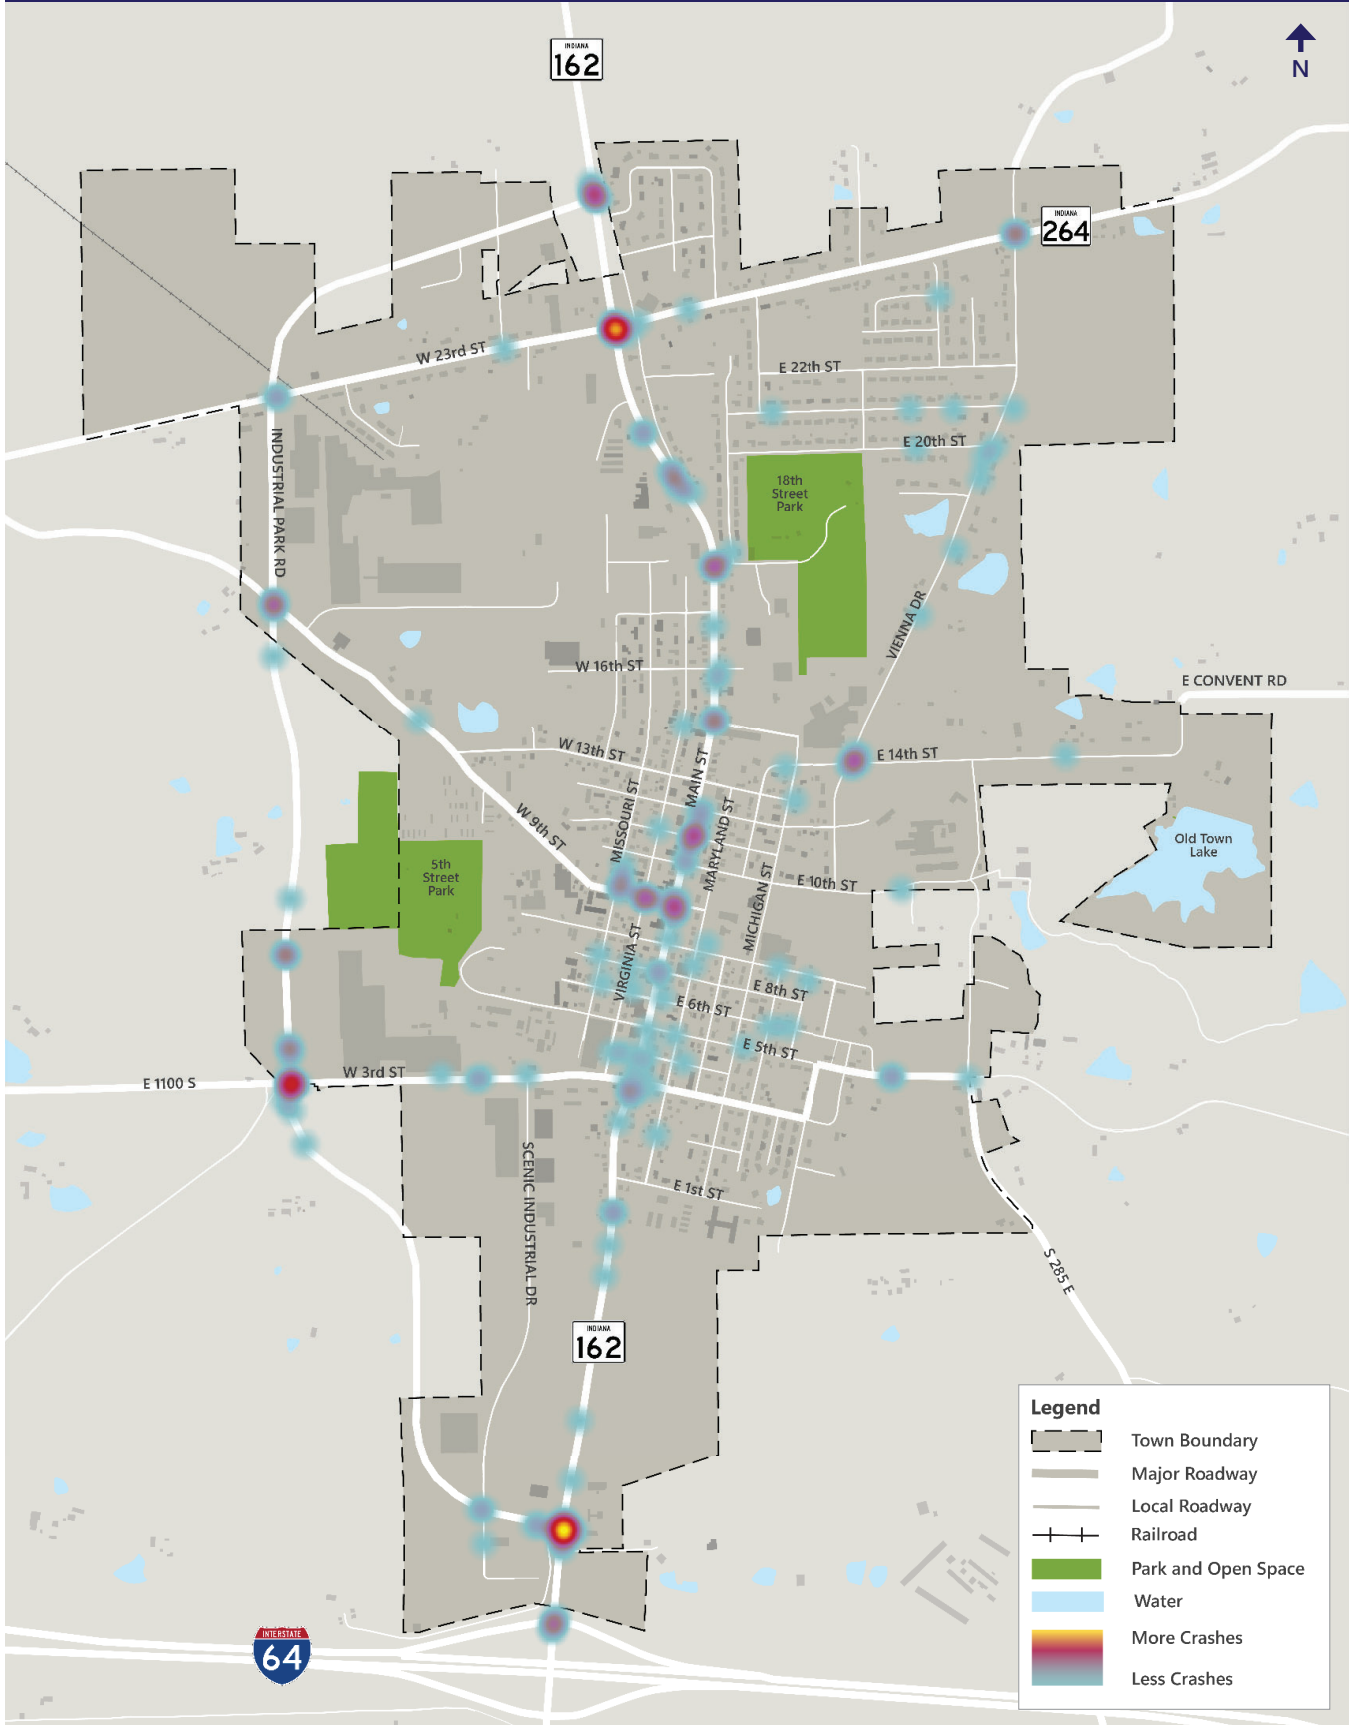 INDIANA
162
N
INDIANA
264
W 23rd ST
E 22th ST
E 20th ST
INDUSTRIAL PARK RD
18th
Street
Park
VIENNA DR
W 16th ST
E CONVENT RD
W 13th ST
MAIN ST
E 14th ST
MISSOURI ST
MARYLAND ST
W 9th ST
Old Town
Lake
5th
Street
Park
E 10th ST
MICHIGAN ST
VIRGINIA ST
E 8th ST
E 6th ST
E 5th ST
W 3rd ST
E 1100 S
SCENIC INDUSTRIAL DR
E 1st ST
S 285 E
INDIANA
162
Legend
Town Boundary
Major Roadway
Local Roadway
Railroad
Park and Open Space
Water
More Crashes
Less Crashes
INTERSTATE
64